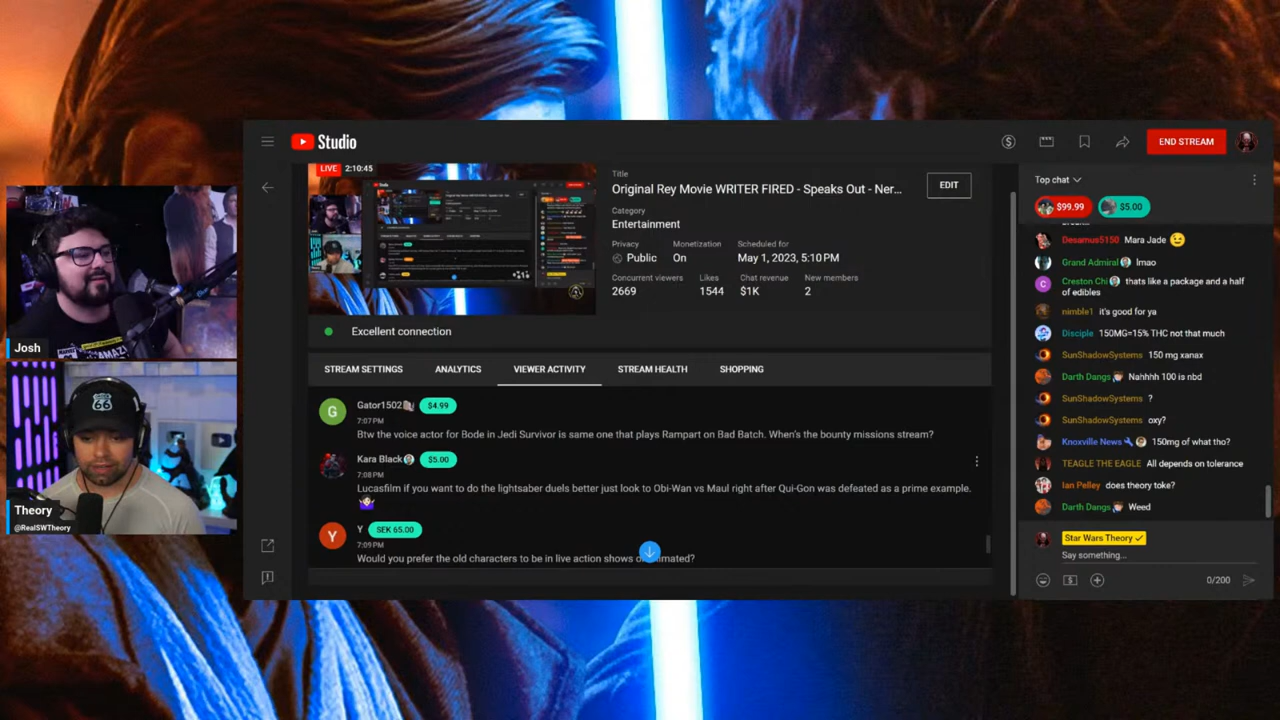 Studio
END STREAM
LIVE 2:10:45
Title
Original Rey Movie WRITER FIRED - Speaks Out - Ner...
EDIT
Category
Entertainment
Privacy
Monetization
Scheduled for
Public
On
May 1, 2023, 5:10 PM
Concurrent viewers
Likes
Chat revenue
New members
2669
1544
$1K
2
Excellent connection
STREAM SETTINGS
ANALYTICS
VIEWER ACTIVITY
STREAM HEALTH
SHOPPING
G
Gator1502
$4.99
7:07PM
Btw the voice actor for Bode in Jedi Survivor is same one that plays Rampart on Bad Batch. When's the bounty missions stream?
Kara Black
$5.00
7:08PM
Lucasfilm if you want to do the lightsaber duels better just look to Obi-Wan vs Maul right after Qui-Gon was defeated as a prime example.
Y
Y
SEK 65.00
7:09PM
Would you prefer the old characters to be in live action shows
Top chat
$99.99
$5.00
Desamus5150 Mara Jade
Grand Admiral lmao
C
Creston Chi thats like a package and a half
of edibles
nimble1 it's good for ya
Disciple 150MG=15% THC not that much
SunShadowSystems 150 mg xanax
Darth Dangs Nahhhh 100 is nbd
SunShadowSystems ?
SunShadowSystems oxy?
Knoxville News 150mg of what tho?
TEAGLE THE EAGLE All depends on tolerance
Ian Pelley does theory toke?
Darth Dangs Weed
Star Wars Theory
Say something...
0/200
Josh
66
Theory
@RealSWTheory